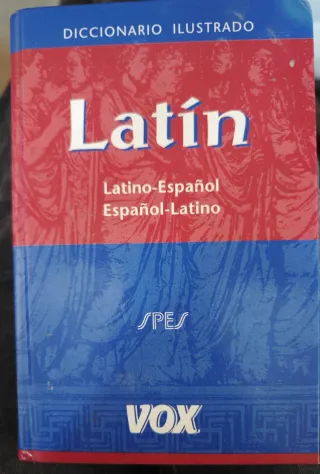 DICCIONARIO ILUSTRADO
Latín
Latino-Español
Español-Latino
SPES
VOX